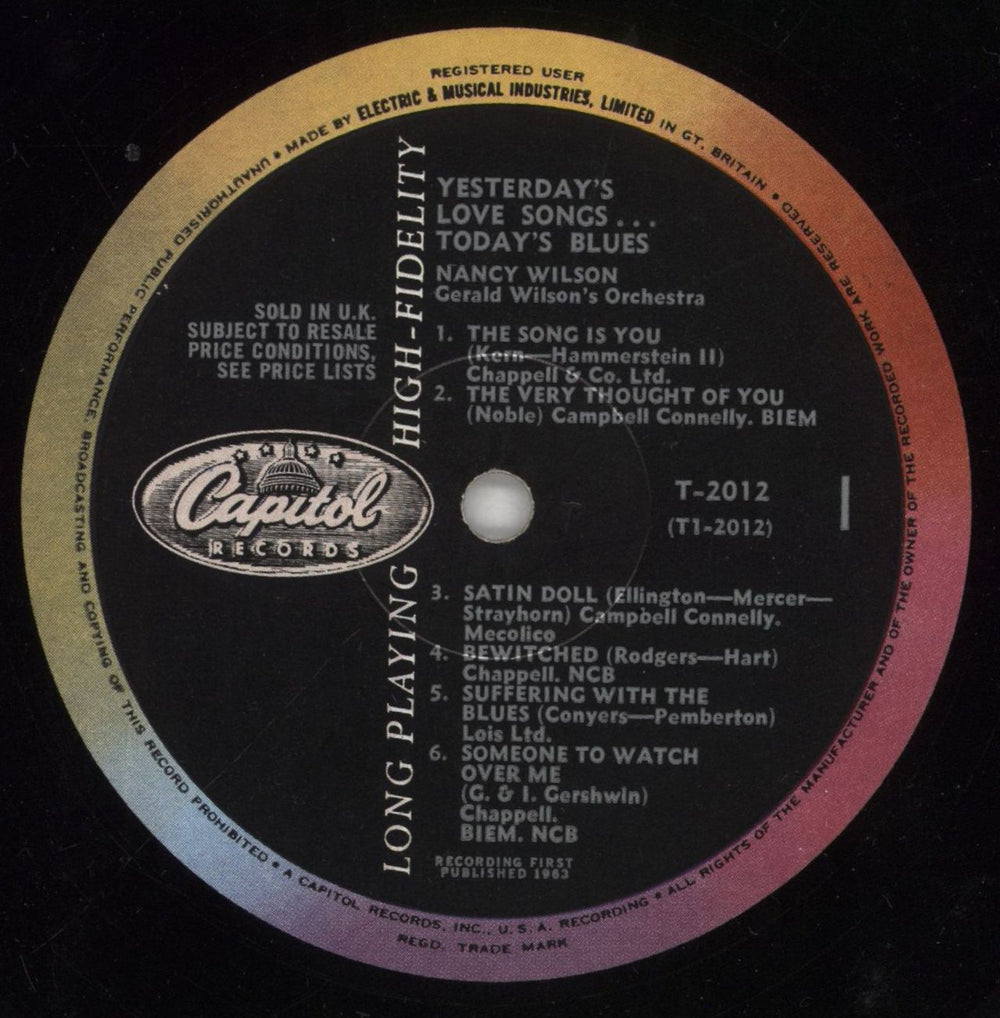 REGISTERED USER
MADE BY ELECTRIC & MUSICAL INDUSTRIES, LIMITED IN GT. BRITAIN • ALL RIGHTS OF THE MANUFACTURER AND OF THE OWNER OF THE RECORDED WORK ARE RESERVED •
UNAUTHORISED PUBLIC PERFORMANCE, BROADCASTING AND COPYING OF THIS RECORD PROHIBITED •
A CAPITOL RECORDS, INC., U.S.A. RECORDING •
REGD. TRADE MARK
LONG PLAYING HIGH-FIDELITY
YESTERDAY'S
LOVE SONGS...
TODAY'S BLUES
NANCY WILSON
Gerald Wilson's Orchestra
SOLD IN U.K.
SUBJECT TO RESALE
PRICE CONDITIONS,
SEE PRICE LISTS
1. THE SONG IS YOU
(Kern—Hammerstein II)
Chappell & Co. Ltd.
2. THE VERY THOUGHT OF YOU
(Noble) Campbell Connelly. BIEM
Capitol
RECORDS
T-2012
(T1-2012)
1
3. SATIN DOLL (Ellington—Mercer—
Strayhorn) Campbell Connelly.
Mecolico
4. BEWITCHED (Rodgers—Hart)
Chappell. NCB
5. SUFFERING WITH THE
BLUES (Conyers—Pemberton)
Lois Ltd.
6. SOMEONE TO WATCH
OVER ME
(G. & I. Gershwin)
Chappell.
BIEM. NCB
RECORDING FIRST
PUBLISHED 1963